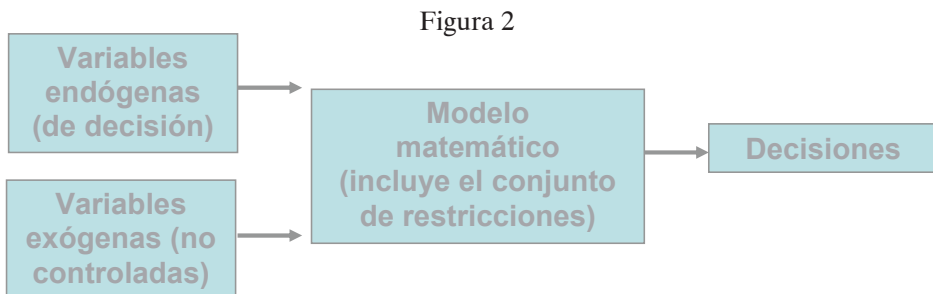 Figura 2
Variables
endógenas
(de decisión)
Variables
exógenas (no
controladas)
Modelo
matemático
(incluye el conjunto
de restricciones)
Decisiones